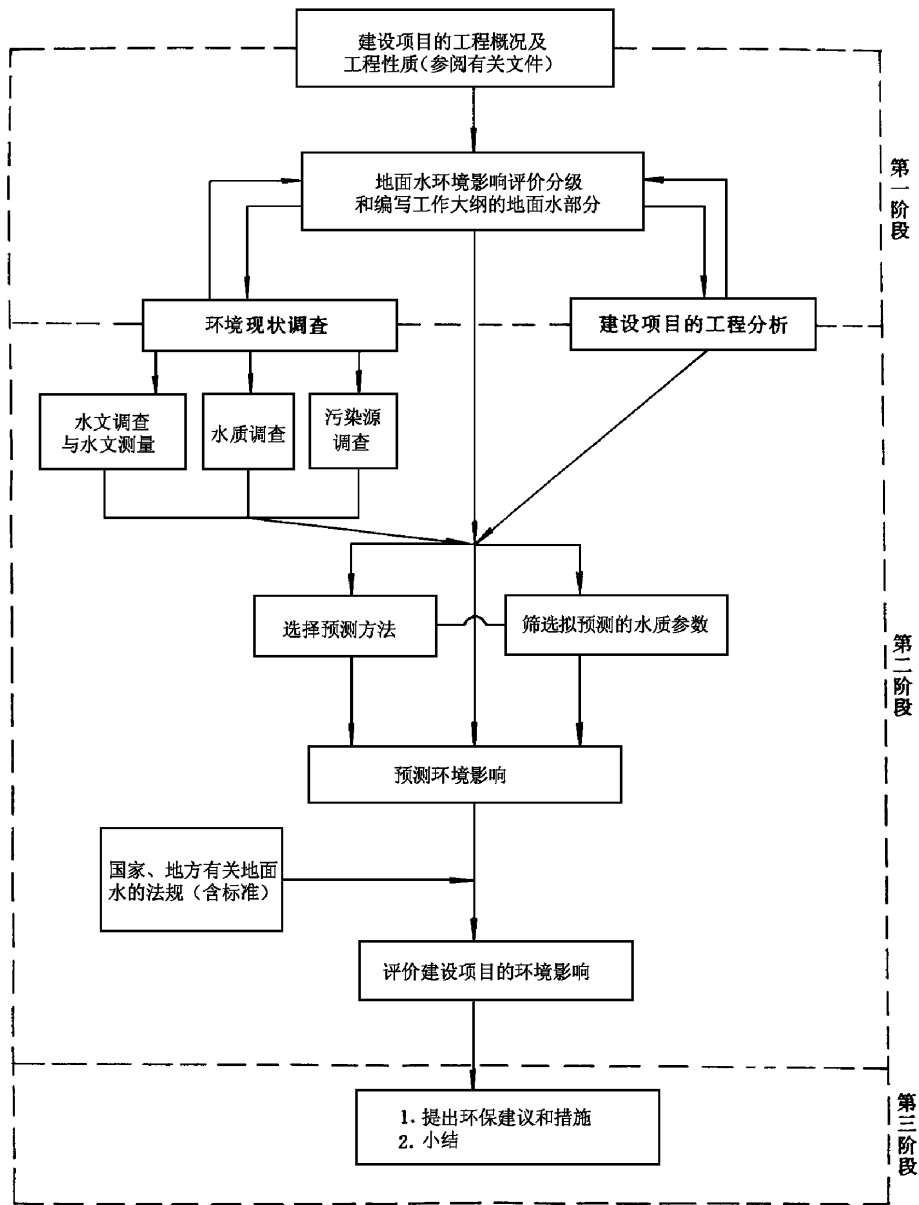 建设项目的工程概况及
工程性质(参阅有关文件)
地面水环境影响评价分级
和编写工作大纲的地面水部分
第一阶段
环境现状调查
建设项目的工程分析
水文调查
与水文测量
水质调查
污染源
调查
选择预测方法
筛选拟预测的水质参数
第二阶段
预测环境影响
国家、地方有关地面
水的法规(含标准)
评价建设项目的环境影响
1. 提出环保建议和措施
2. 小结
第三阶段